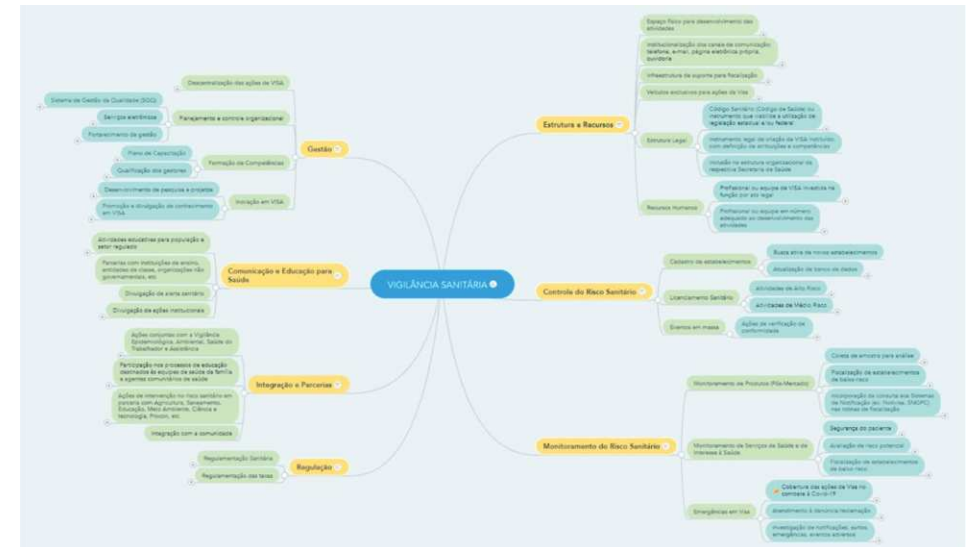 VIGILÂNCIA SANITÁRIA
Gestão
Descentralização das ações de VISA
Planejamento e controle organizacional
Sistema de Gestão da Qualidade (SGQ)
Serviços eletrônicos
Fortalecimento da gestão
Formação de Competências
Plano de Capacitação
Qualificação dos gestores
Inovação em VISA
Desenvolvimento de pesquisa e projetos
Promoção e divulgação de conhecimento
em VISA
Comunicação e Educação para
Saúde
Atividades educativas para população e
setor regulado
Parcerias com instituições de ensino,
entidades de classe, organizações não
governamentais, etc
Divulgação de alerta sanitário
Divulgação de ações institucionais
Integração e Parcerias
Ações conjuntas com a Vigilância
Epidemiológica, Ambiental, Saúde do
Trabalhador e Assistência
Participação nos processos de educação
destinados às equipes de saúde da família
e agentes comunitários de saúde
Ações de intervenção no risco sanitário em
parceria com Agricultura, Saneamento,
Educação, Meio Ambiente, Ciência e
tecnologia, Procon, etc
Integração com a comunidade
Regulação
Regulamentação Sanitária
Regulamentação das taxas
Estrutura e Recursos
Espaço físico para desenvolvimento das
atividades
Institucionalização dos canais de comunicação:
telefone, e-mail, página eletrônica própria,
ouvidoria
Infraestrutura de suporte para fiscalização
Veículos exclusivos para ações de Visa
Estrutura Legal
Código Sanitário (Código de Saúde) ou
instrumento que viabiliza a utilização da
legislação estadual e/ou federal.
Instrumento legal de criação da VISA instituído
com definição de atribuições e competências
Inclusão na estrutura organizacional da
respectiva Secretaria de Saúde
Recursos Humanos
Profissional ou equipe de VISA investida na
função por ato legal
Profissional ou equipe em número
adequado ao desenvolvimento das
atividades
Controle do Risco Sanitário
Cadastro de estabelecimentos
Busca ativa de novos estabelecimentos
Atualização de banco de dados
Licenciamento Sanitário
Atividades de Alto Risco
Atividades de Médio Risco
Eventos em massa
Ações de verificação de
conformidade
Monitoramento do Risco Sanitário
Monitoramento de Produtos (Pós-Mercado)
Coleta de amostra para análise
Fiscalização de estabelecimentos
de baixo risco
Incorporação da consulta aos Sistemas
de Notificação (ex: Notivisa, SNGPC),
nas rotinas de fiscalização
Monitoramento de Serviços de Saúde e de
Interesse à Saúde
Segurança do paciente
Avaliação de risco potencial
Fiscalização de estabelecimentos
de baixo risco
Emergências em Visa
Cobertura das ações de Visa no
combate à Covid-19
Atendimento à denúncia/reclamação
Investigação de notificações, surtos,
emergências, eventos adversos